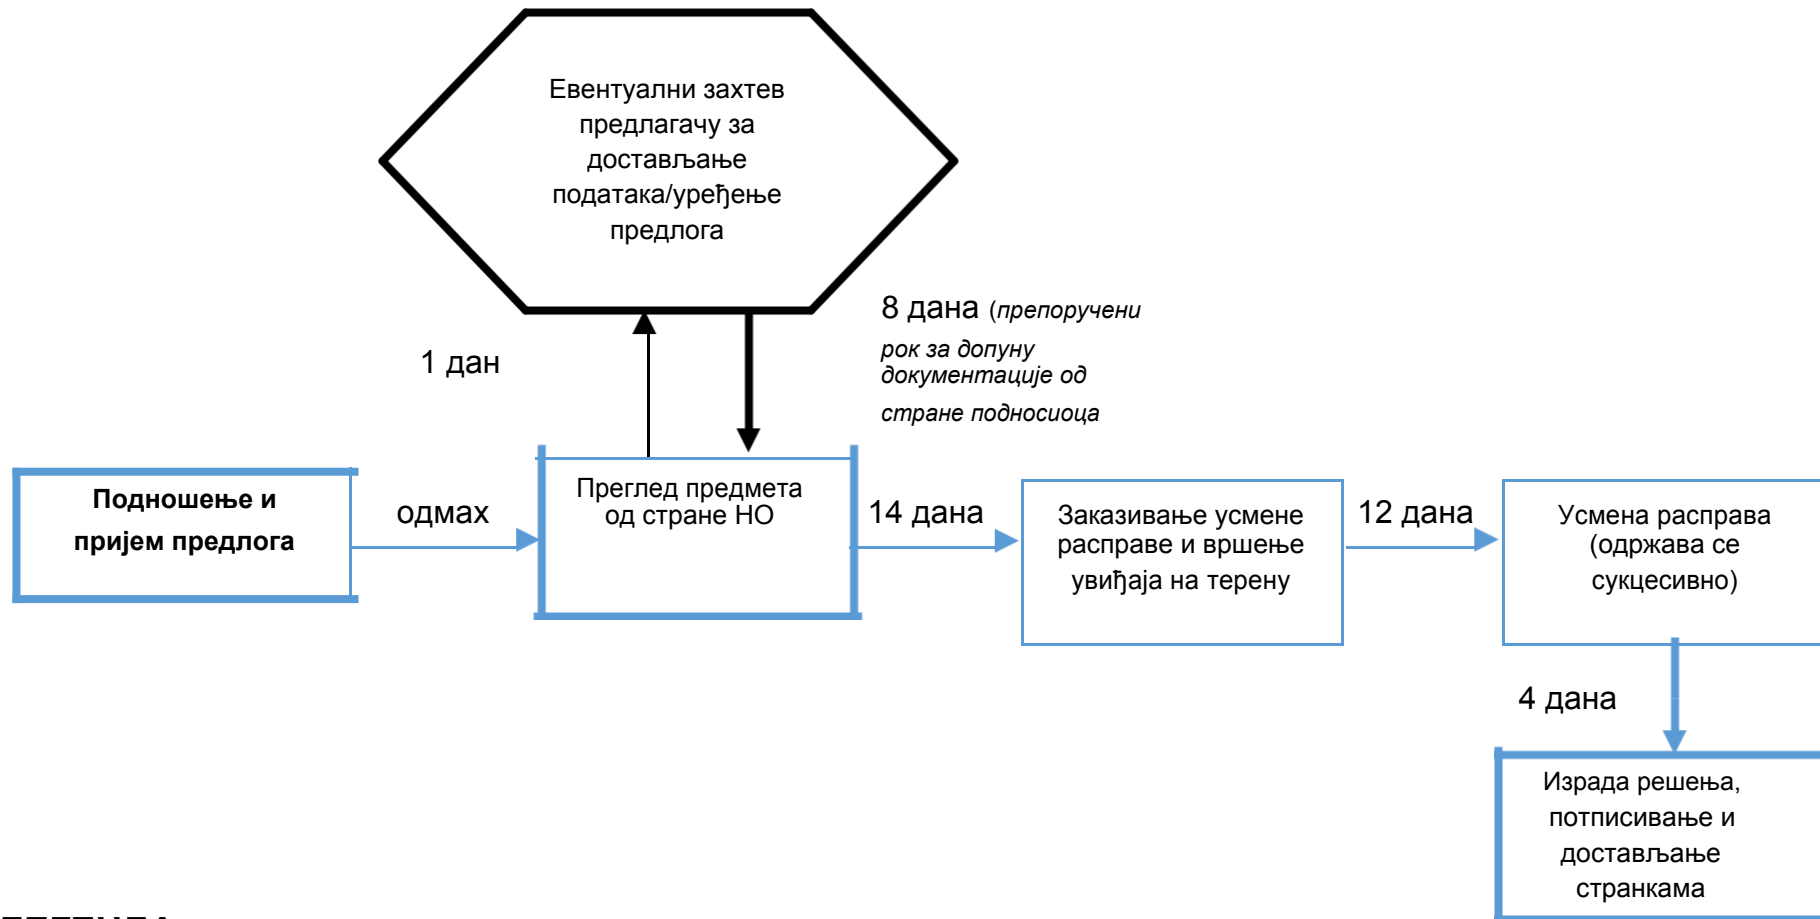 Евентуални захтев
предлагачу за
достављање
података/уређење
предлога
8 дана (препоручени
рок за допуну
документације од
стране подносиоца
1 дан
Подношење и
пријем предлога
одмах
Преглед предмета
од стране НО
14 дана
Заказивање усмене
расправе и вршење
увиђаја на терену
12 дана
Усмена расправа
(одржава се
сукцесивно)
4 дана
Израда решења,
потписивање и
достављање
странкама